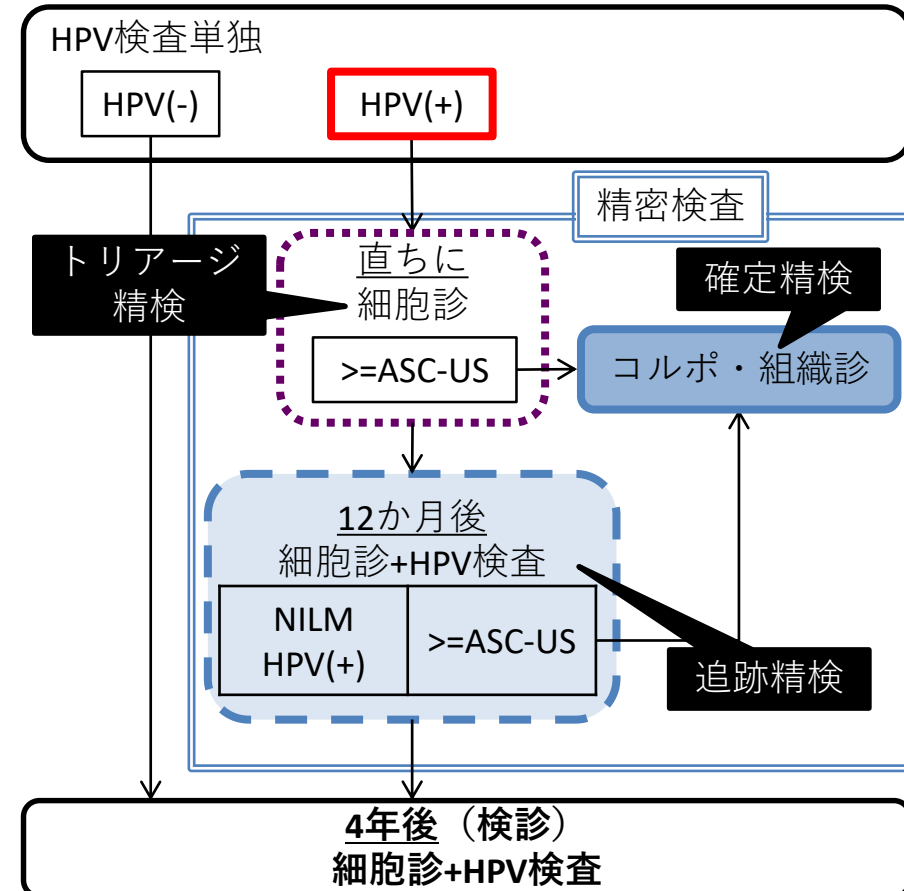 HPV検査単独
HPV(-)
HPV(+)
精密検査
トリアージ
精検
直ちに
細胞診
>=ASC-US
確定精検
コルポ・組織診
12か月後
細胞診+HPV検査
NILM
HPV(+)
>=ASC-US
追跡精検
4年後（検診）
細胞診+HPV検査